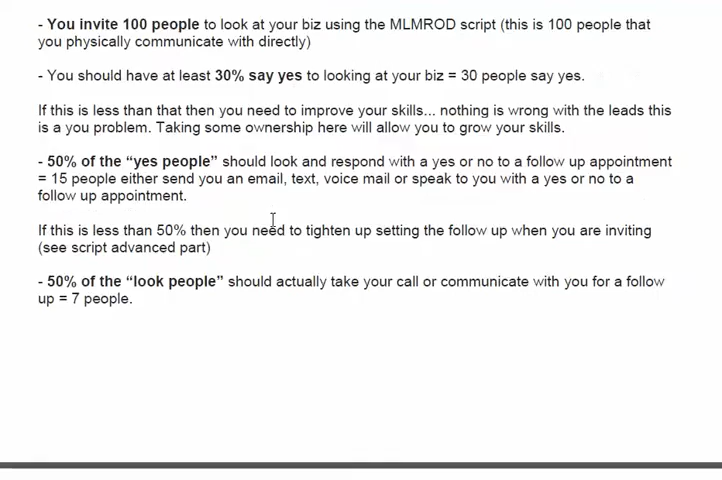 - You invite 100 people to look at your biz using the MLMROD script (this is 100 people that
you physically communicate with directly)
- You should have at least 30% say yes to looking at your biz = 30 people say yes.
If this is less than that then you need to improve your skills... nothing is wrong with the leads this
is a you problem. Taking some ownership here will allow you to grow your skills.
- 50% of the “yes people” should look and respond with a yes or no to a follow up appointment
= 15 people either send you an email, text, voice mail or speak to you with a yes or no to a
follow up appointment.
If this is less than 50% then you need to tighten up setting the follow up when you are inviting
(see script advanced part)
- 50% of the “look people” should actually take your call or communicate with you for a follow
up = 7 people.